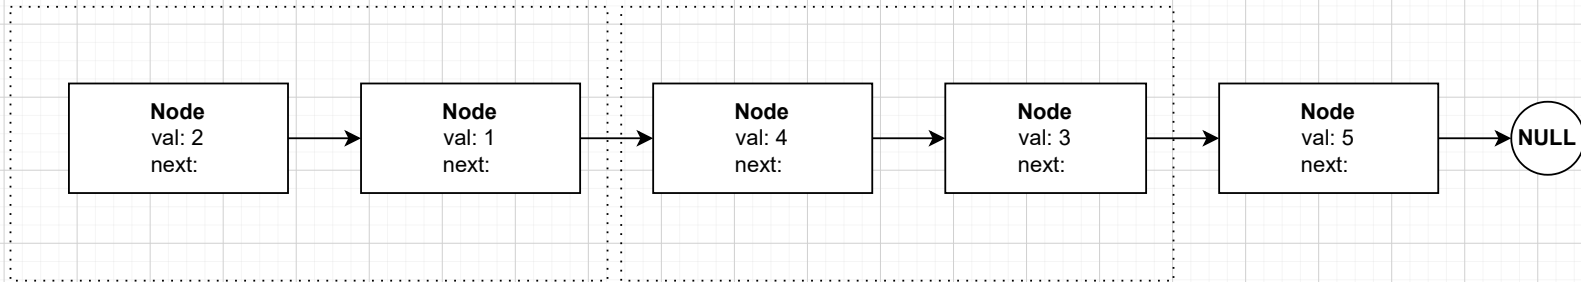 Node
val: 2
next:
Node
val: 1
next:
Node
val: 4
next:
Node
val: 3
next:
Node
val: 5
next:
NULL